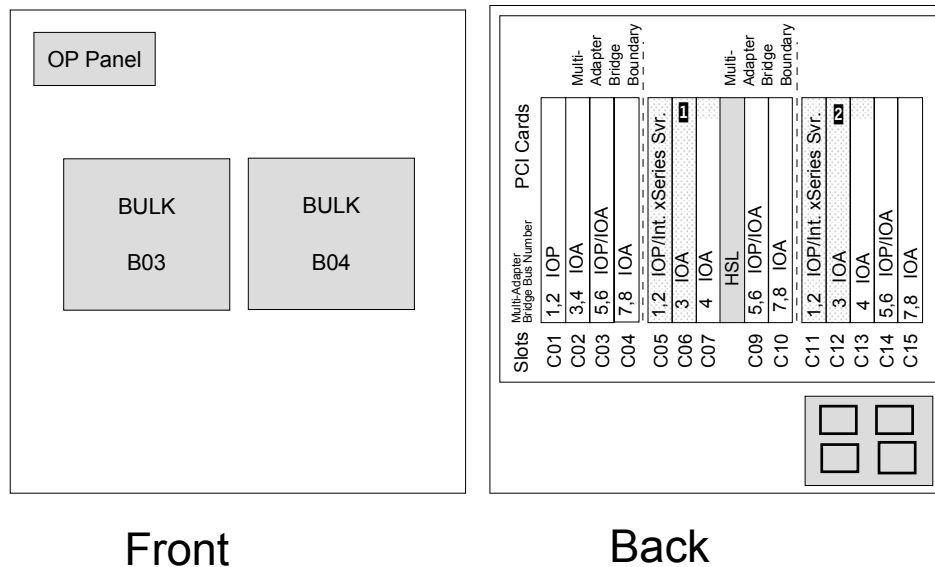 OP Panel
BULK
B03
BULK
B04
Front
Multi-
Adapter
Bridge
Boundary
Multi-
Adapter
Bridge
Boundary
Slots
Multi-Adapter
Bridge Bus Number
PCI Cards
C01 1,2 IOP
C02 3,4 IOA
C03 5,6 IOP/IOA
C04 7,8 IOA
C05 1,2 IOP/Int. xSeries Svr.
C06 3 IOA 1
C07 4 IOA
HSL
C09 5,6 IOP/IOA
C10 7,8 IOA
C11 1,2 IOP/Int. xSeries Svr.
C12 3 IOA 2
C13 4 IOA
C14 5,6 IOP/IOA
C15 7,8 IOA
Back